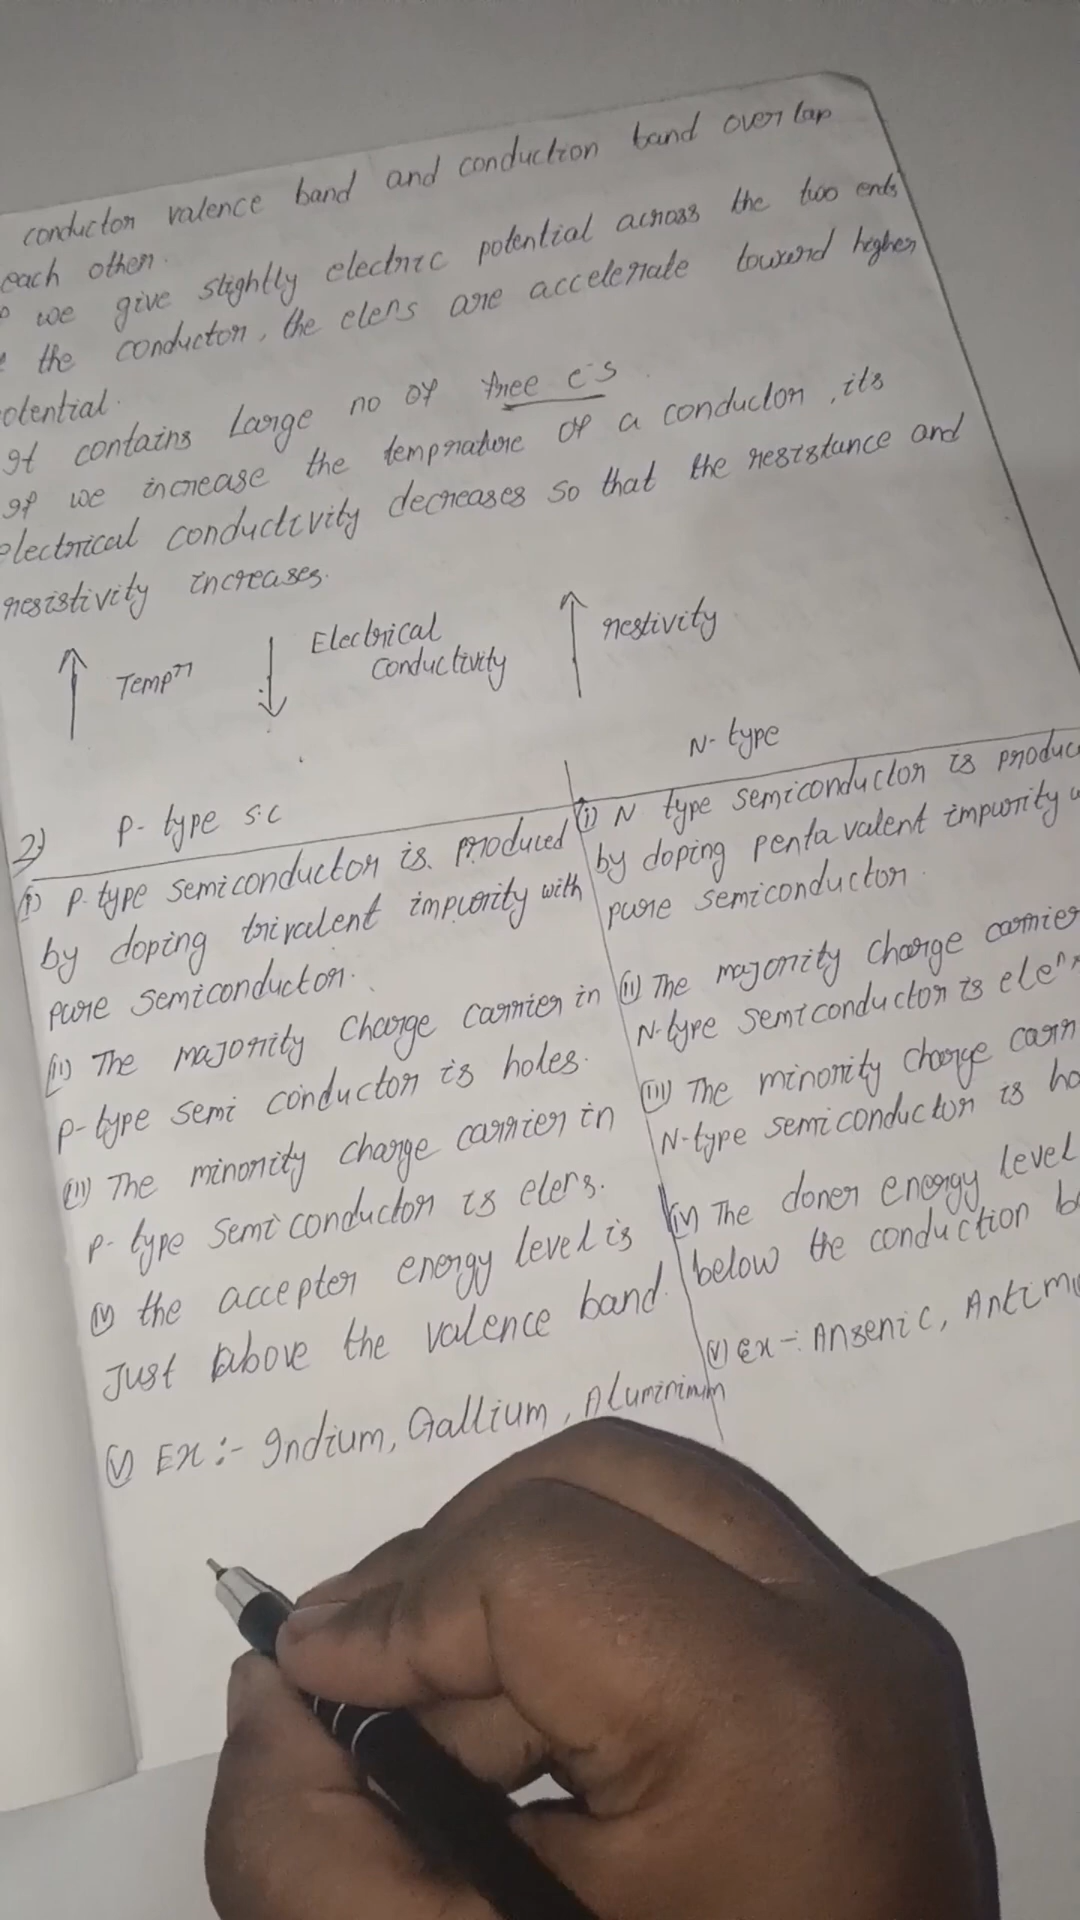 conductor valence band and conduction band overlap
each other.
we give slightly electric potential across the two ends
the conductor, the elens are accelerate toward higher
otential.
It contains Large no of free e⁻s.
If we increase the temprature of a conductor, its
electrical conductivity decreases so that the resistance and
resistivity increases.
↑ Tempⁿ ↓ Electrical Conductivity ↑ restivity
2) P-type s.c
(i) P-type semiconductor is produced
by doping trivalent impurity with
pure semiconductor.
(ii) The majority Charge carrier in
P-type semi conductor is holes.
(iii) The minority charge carrier in
P-type semi conductor is elens.
(iv) the accepter energy level is
Just above the valence band.
(v) Ex :- Indium, Gallium, Aluminimum
N-type
(i) N type semiconductor is produc
by doping penta valent impurity w
pure semiconductor.
(ii) The majority charge carrier
N-type semiconductor is eleⁿ
(iii) The minority charge carr
N-type semiconductor is ho
(iv) The doner energy level
below the conduction b
(v) Ex -: Arsenic, Antim